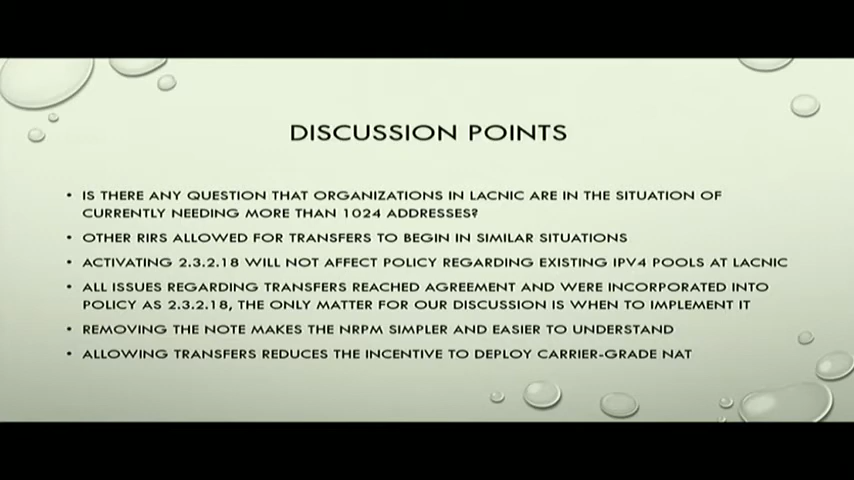 DISCUSSION POINTS
• IS THERE ANY QUESTION THAT ORGANIZATIONS IN LACNIC ARE IN THE SITUATION OF
CURRENTLY NEEDING MORE THAN 1024 ADDRESSES?
• OTHER RIRS ALLOWED FOR TRANSFERS TO BEGIN IN SIMILAR SITUATIONS
• ACTIVATING 2.3.2.18 WILL NOT AFFECT POLICY REGARDING EXISTING IPV4 POOLS AT LACNIC
• ALL ISSUES REGARDING TRANSFERS REACHED AGREEMENT AND WERE INCORPORATED INTO
POLICY AS 2.3.2.18, THE ONLY MATTER FOR OUR DISCUSSION IS WHEN TO IMPLEMENT IT
• REMOVING THE NOTE MAKES THE NRPM SIMPLER AND EASIER TO UNDERSTAND
• ALLOWING TRANSFERS REDUCES THE INCENTIVE TO DEPLOY CARRIER-GRADE NAT